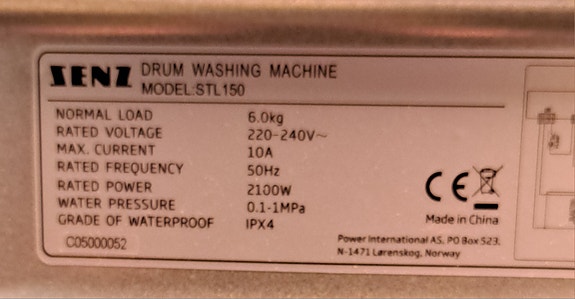 SENZ DRUM WASHING MACHINE
MODEL:STL150
NORMAL LOAD 6.0kg
RATED VOLTAGE 220-240V~
MAX. CURRENT 10A
RATED FREQUENCY 50Hz
RATED POWER 2100W
WATER PRESSURE 0.1-1MPa
GRADE OF WATERPROOF IPX4
CE
Made in China
C05000052
Power International AS, PO Box 523,
N-1471 Lørenskog, Norway